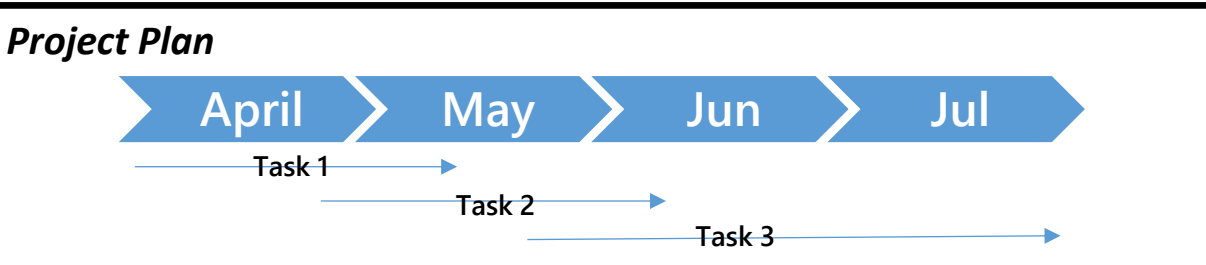 Project Plan
April May Jun Jul
Task 1
Task 2
Task 3